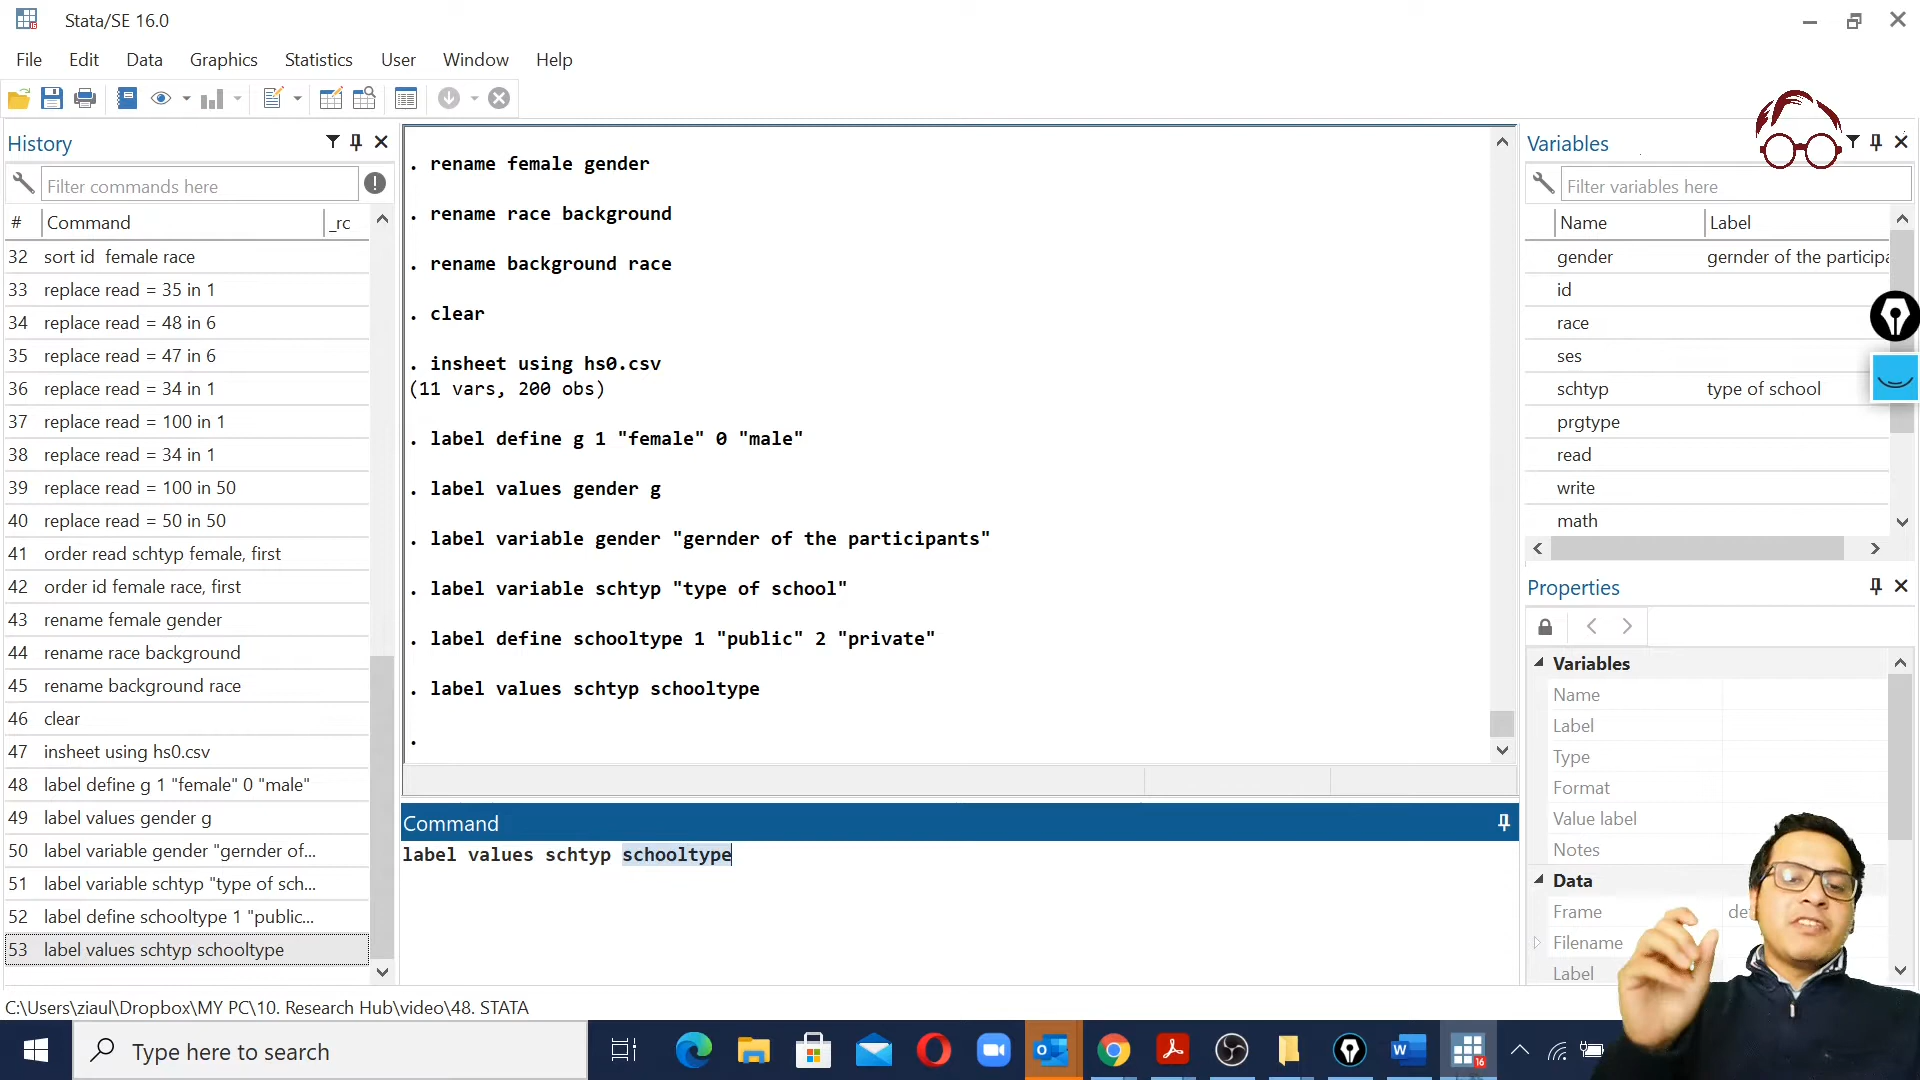 Stata/SE 16.0
File Edit Data Graphics Statistics User Window Help
History
Filter commands here
# Command _rc
32 sort id female race
33 replace read = 35 in 1
34 replace read = 48 in 6
35 replace read = 47 in 6
36 replace read = 34 in 1
37 replace read = 100 in 1
38 replace read = 34 in 1
39 replace read = 100 in 50
40 replace read = 50 in 50
41 order read schtyp female, first
42 order id female race, first
43 rename female gender
44 rename race background
45 rename background race
46 clear
47 insheet using hs0.csv
48 label define g 1 "female" 0 "male"
49 label values gender g
50 label variable gender "gernder of...
51 label variable schtyp "type of sch...
52 label define schooltype 1 "public"...
53 label values schtyp schooltype
. rename female gender
. rename race background
. rename background race
. clear
. insheet using hs0.csv
(11 vars, 200 obs)
. label define g 1 "female" 0 "male"
. label values gender g
. label variable gender "gernder of the participants"
. label variable schtyp "type of school"
. label define schooltype 1 "public" 2 "private"
. label values schtyp schooltype
.
Command
label values schtyp schooltype
Variables
Filter variables here
Name Label
gender gernder of the participa
id
race
ses
schtyp type of school
prgtype
read
write
math
Properties
Variables
Name
Label
Type
Format
Value label
Notes
Data
Frame de
Filename
Label
C:\Users\ziaul\Dropbox\MY PC\10. Research Hub\video\48. STATA
Type here to search
16